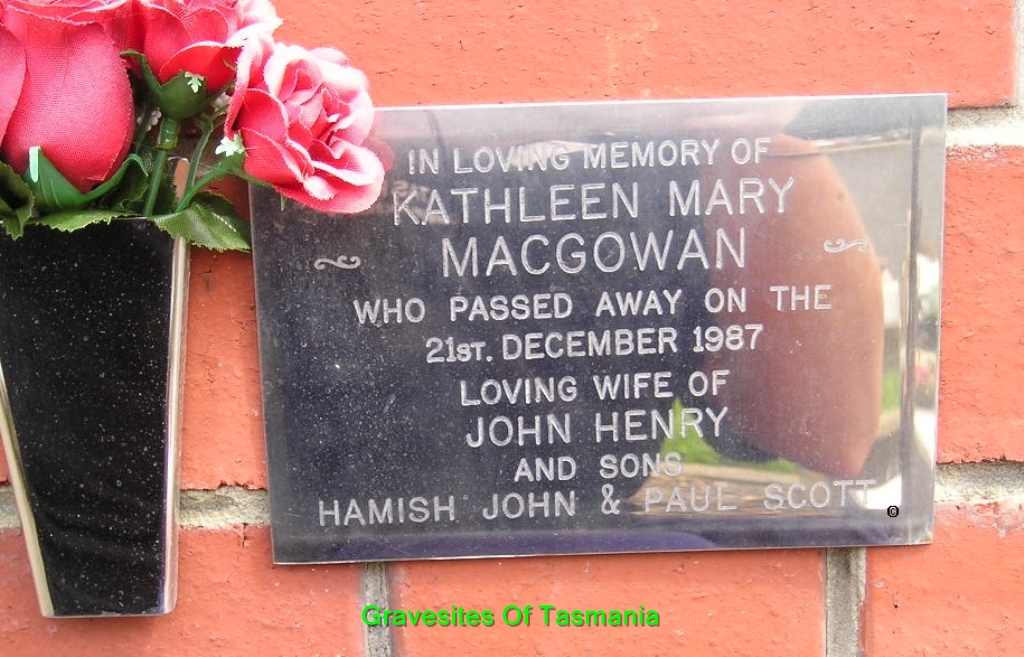 IN LOVING MEMORY OF
KATHLEEN MARY
MACGOWAN
WHO PASSED AWAY ON THE
21ST. DECEMBER 1987
LOVING WIFE OF
JOHN HENRY
AND SONS
HAMISH JOHN & PAUL SCOTT
©
Gravesites Of Tasmania